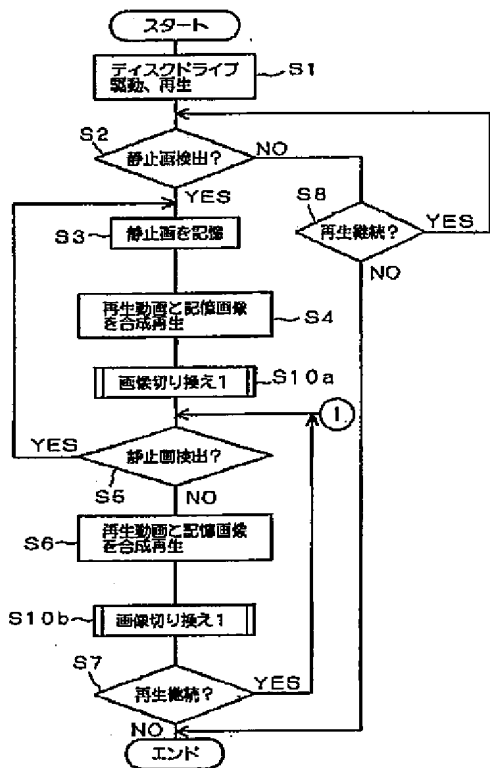 スタート
ディスクドライブ
駆動、再生
S1
S2
静止画検出?
NO
YES
S8
再生継続?
YES
NO
S3
静止画を記憶
再生動画と記憶画像
を合成再生
S4
画像切り換え1
S10a
1
YES
静止画検出?
S5
NO
再生動画と記憶画像
を合成再生
S6
S10b
画像切り換え1
S7
再生継続?
YES
NO
エンド